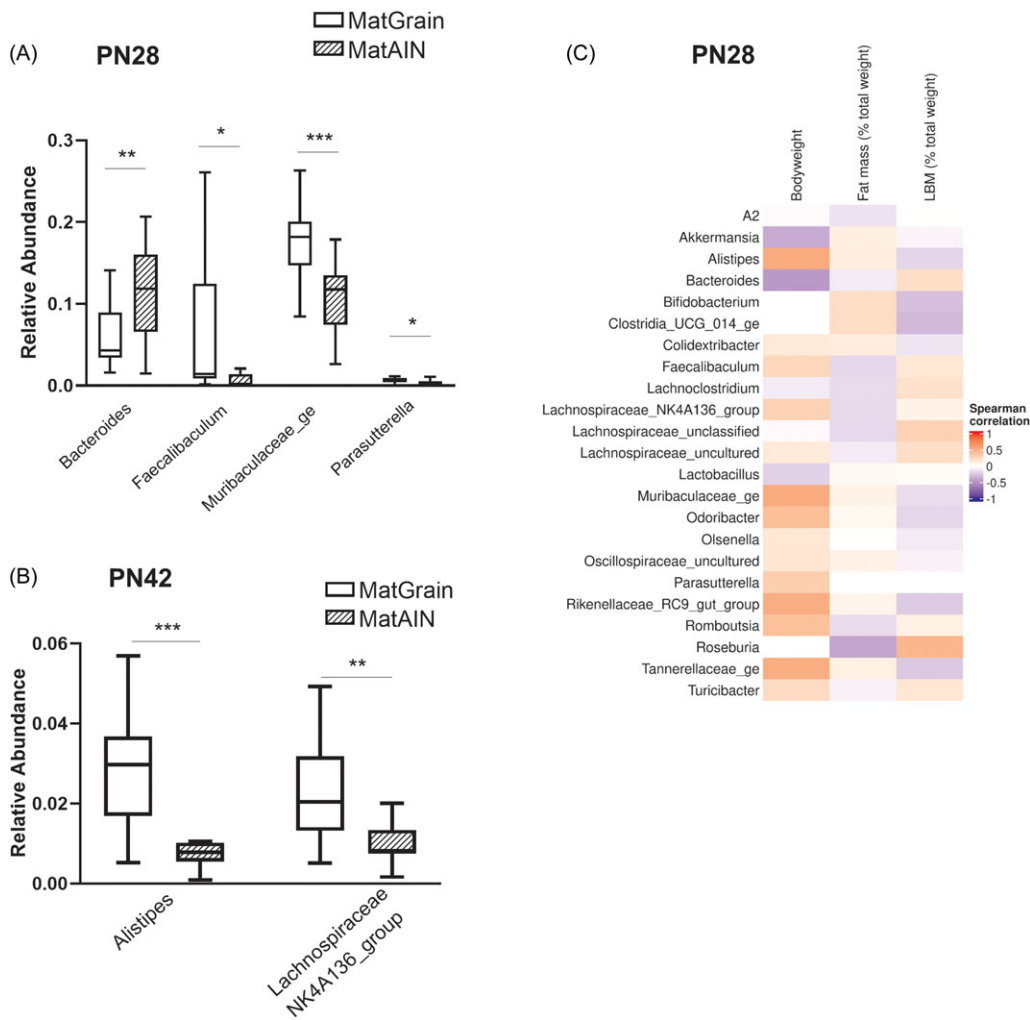 (A)
PN28
MatGrain
MatAIN
Relative Abundance
0.3
0.2
0.1
0.0
**
*
***
*
Bacteroides
Faecalibaculum
Muribaculaceae_ge
Parasutterella
(B)
PN42
MatGrain
MatAIN
Relative Abundance
0.06
0.04
0.02
0.00
***
**
Alistipes
Lachnospiraceae
NK4A136_group
(C)
PN28
Bodyweight
Fat mass (% total weight)
LBM (% total weight)
A2
Akkermansia
Alistipes
Bacteroides
Bifidobacterium
Clostridia_UCG_014_ge
Colidextribacter
Faecalibaculum
Lachnoclostridium
Lachnospiraceae_NK4A136_group
Lachnospiraceae_unclassified
Lachnospiraceae_uncultured
Lactobacillus
Muribaculaceae_ge
Odoribacter
Olsenella
Oscillospiraceae_uncultured
Parasutterella
Rikenellaceae_RC9_gut_group
Romboutsia
Roseburia
Tannerellaceae_ge
Turicibacter
Spearman
correlation
1
0.5
0
-0.5
-1